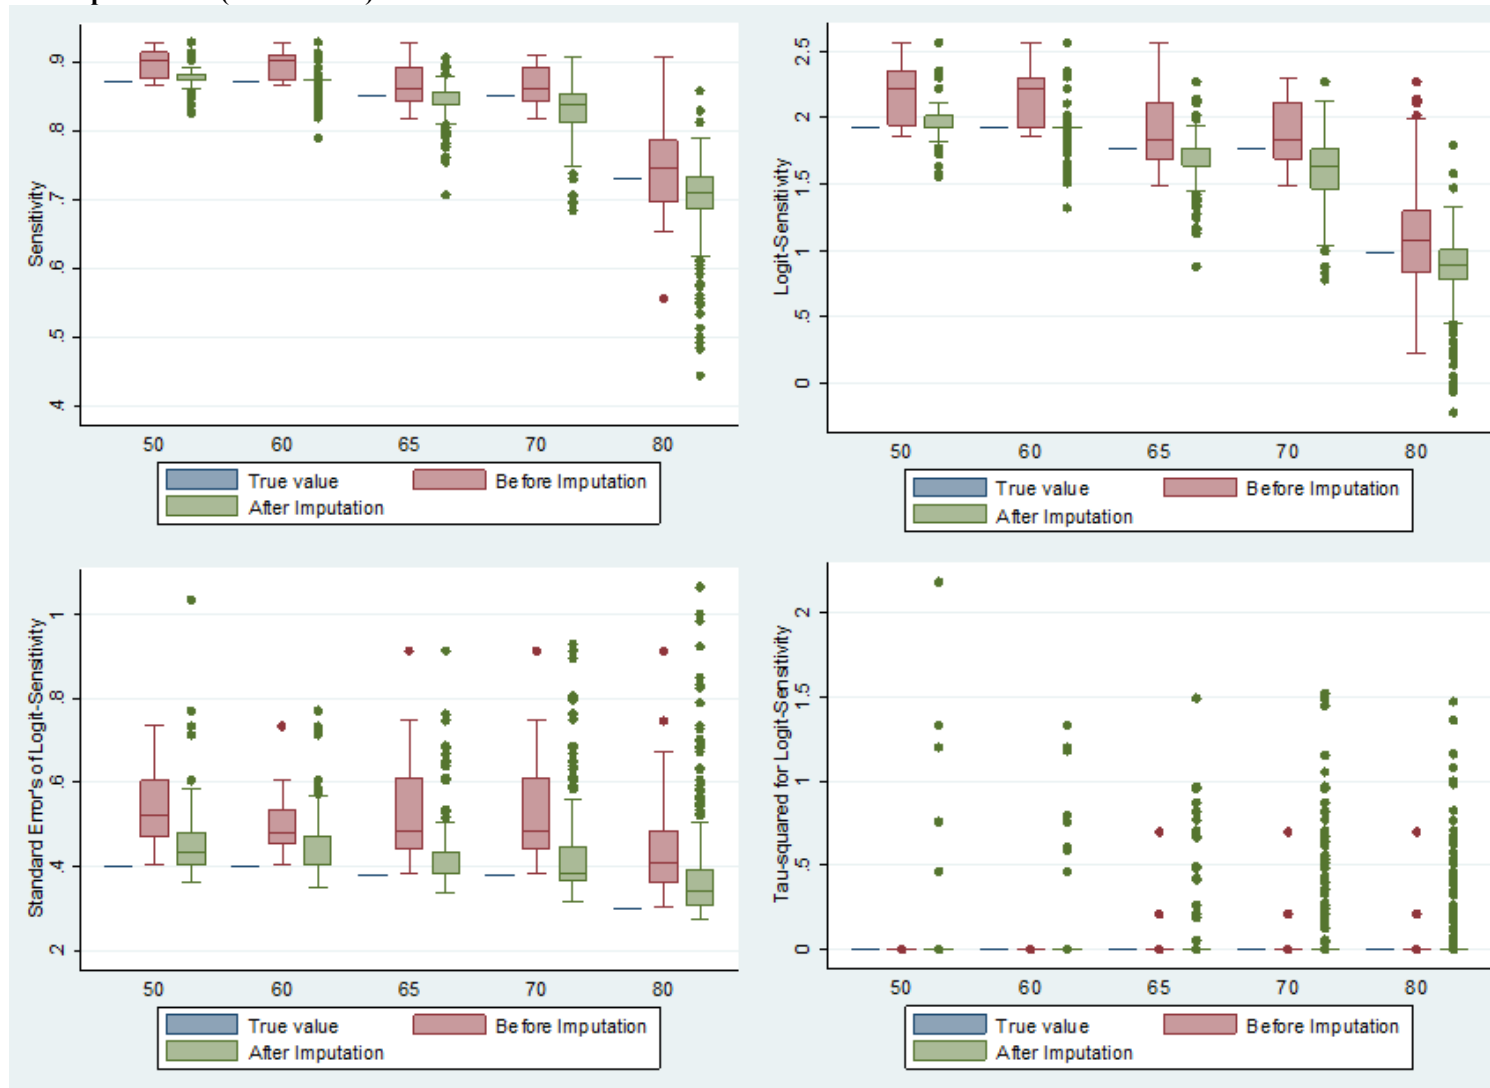 Sensitivity
.9
.8
.7
.6
.5
.4
50 60 65 70 80
True value Before Imputation
After Imputation
Logit-Sensitivity
2.5
2
1.5
1
.5
0
50 60 65 70 80
True value Before Imputation
After Imputation
Standard Error's of Logit-Sensitivity
1
.8
.6
.4
.2
50 60 65 70 80
True value Before Imputation
After Imputation
Tau-squared for Logit-Sensitivity
2
1.5
1
.5
0
50 60 65 70 80
True value Before Imputation
After Imputation